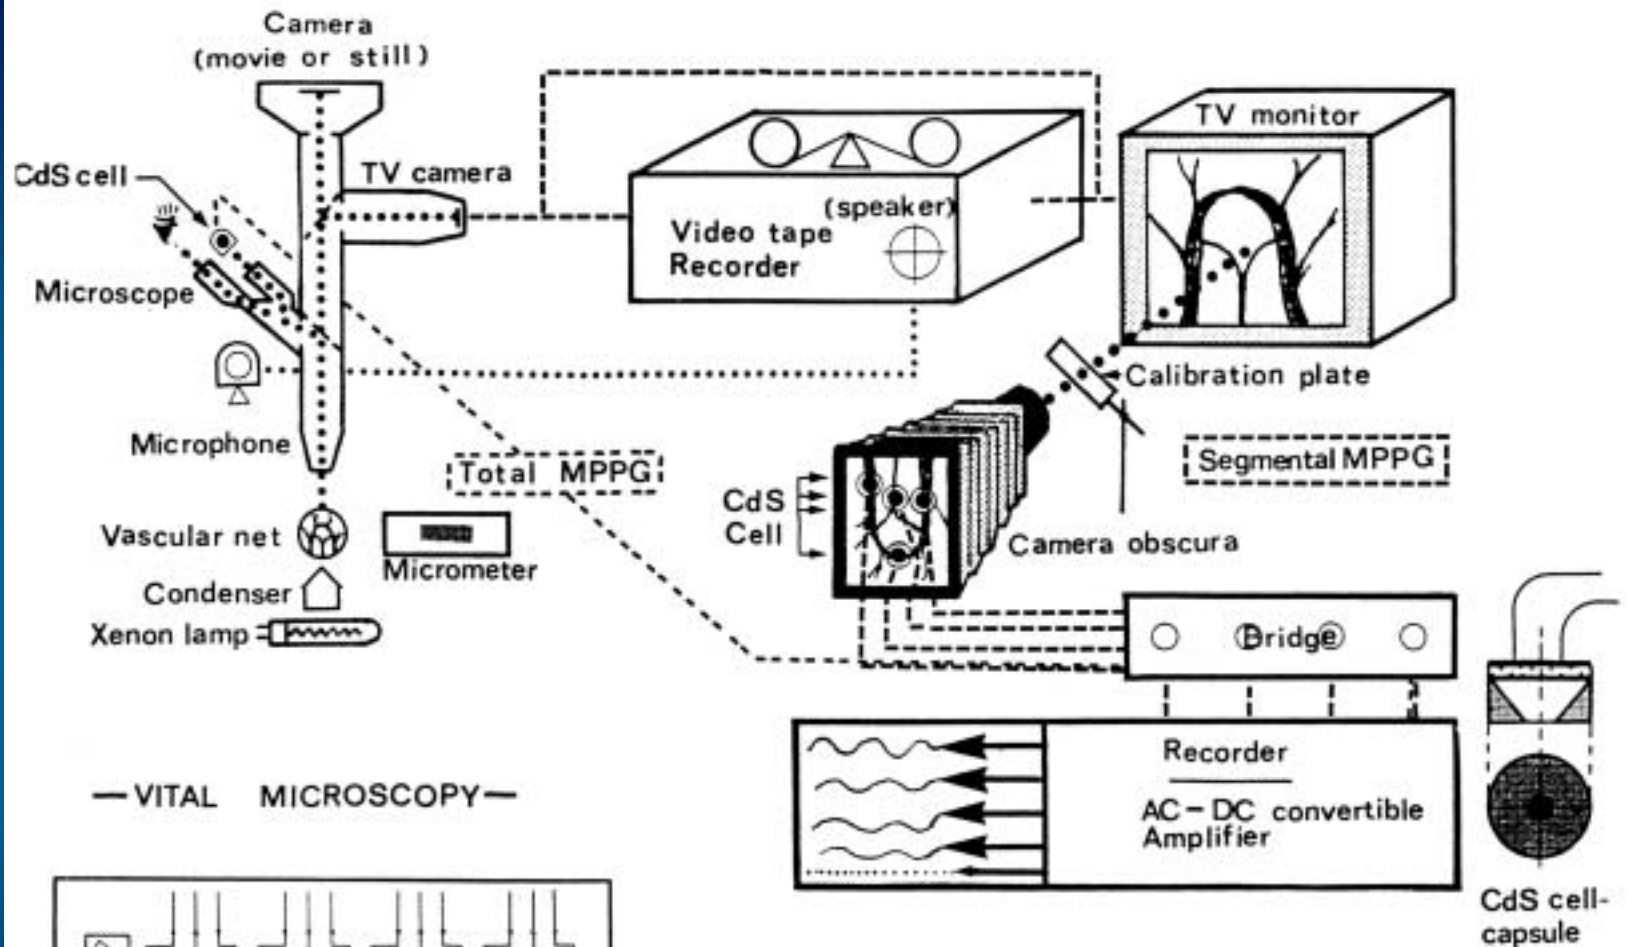 Camera
(movie or still)
CdS cell
TV camera
Microscope
Microphone
Vascular net
Condenser
Xenon lamp
Micrometer
Total MPPG
(speaker)
Video tape
Recorder
TV monitor
Calibration plate
Segmental MPPG
CdS
Cell
Camera obscura
Bridge
Recorder
AC-DC convertible
Amplifier
CdS cell-
capsule
—VITAL MICROSCOPY—